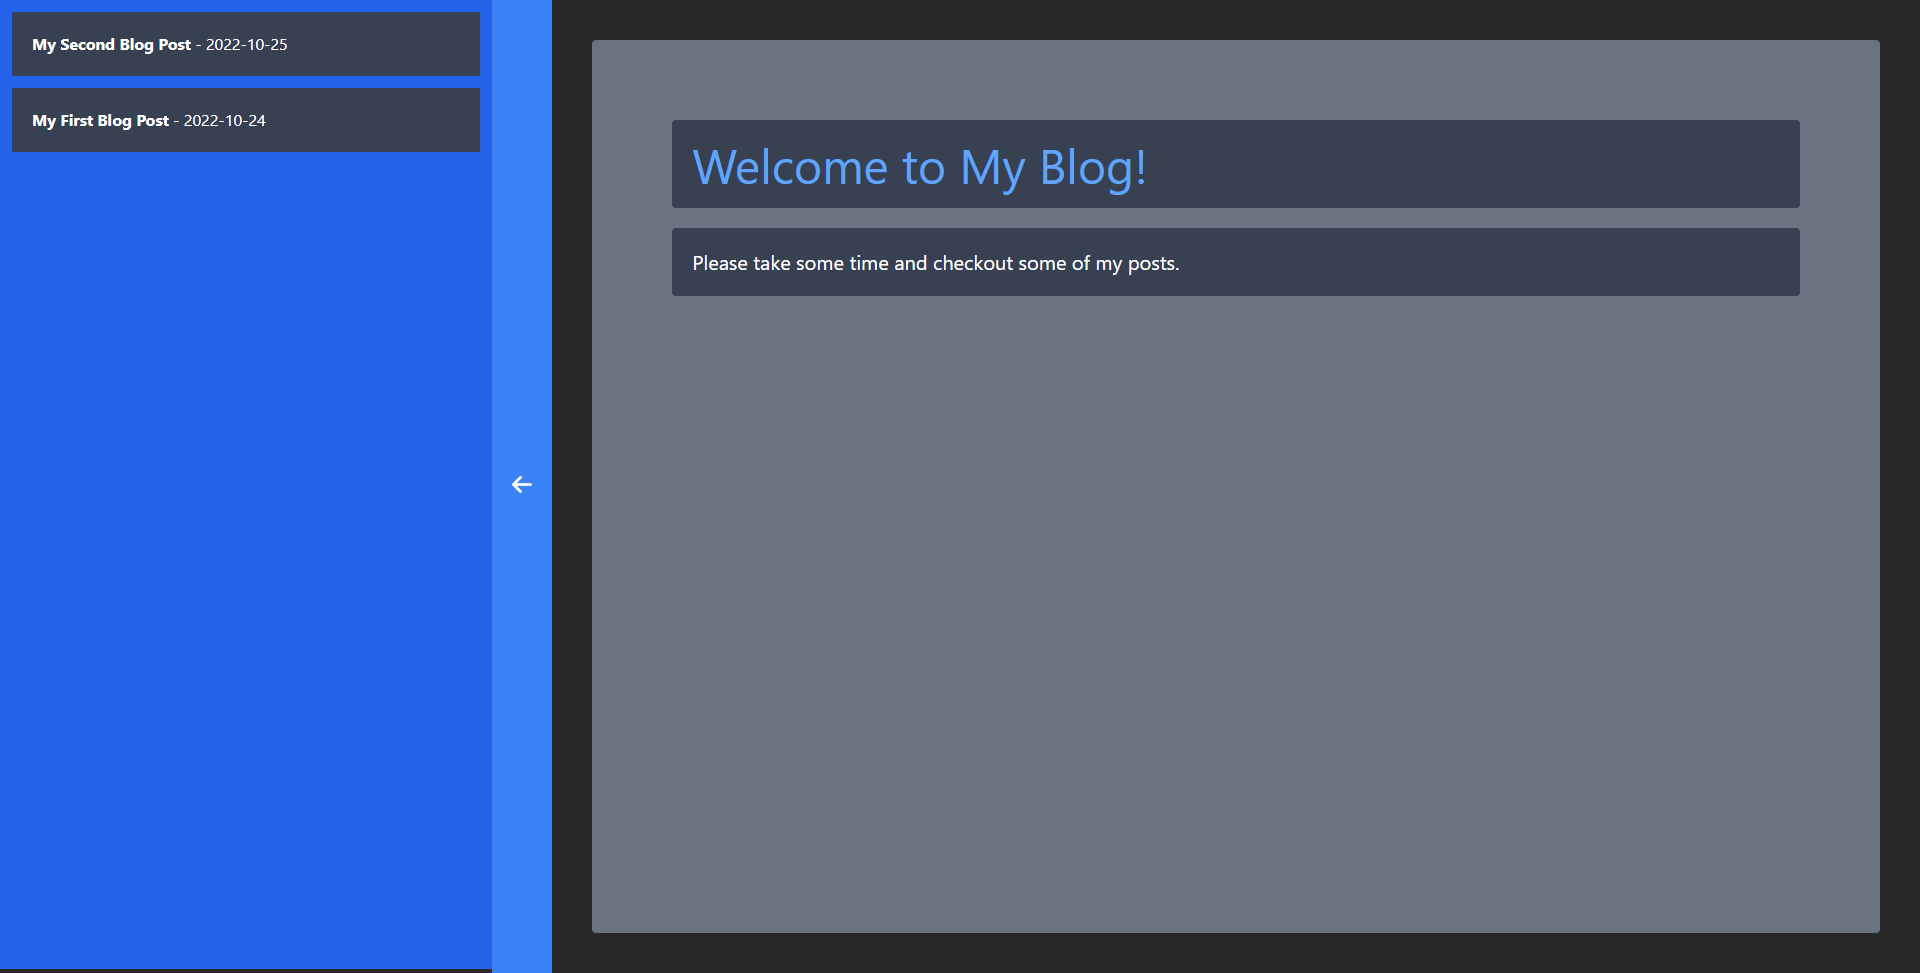 My Second Blog Post - 2022-10-25
My First Blog Post - 2022-10-24
Welcome to My Blog!
Please take some time and checkout some of my posts.